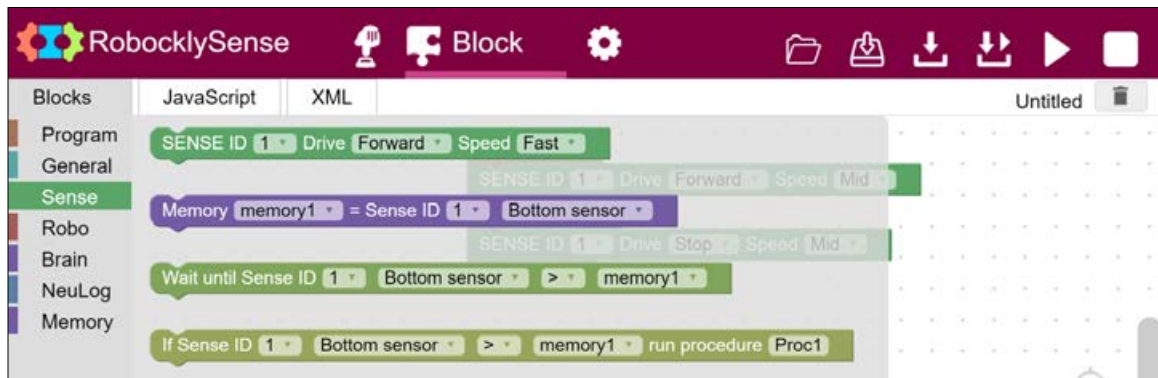 RobocklySense Block
Blocks JavaScript XML Untitled
Program
SENSE ID 1 Drive Forward Speed Fast
General
SENSE ID 1 Drive Forward Speed Mid
Sense
Memory memory1 = Sense ID 1 Bottom sensor
Robo
SENSE ID 1 Drive Stop Speed Mid
Brain
Wait until Sense ID 1 Bottom sensor > memory1
NeuLog
Memory
If Sense ID 1 Bottom sensor > memory1 run procedure Proc1